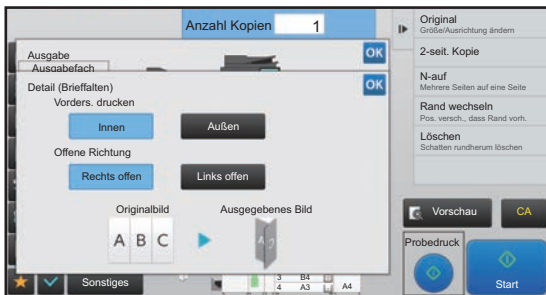 Anzahl Kopien 1
Original
Größe/Ausrichtung ändern
2-seit. Kopie
N-auf
Mehrere Seiten auf eine Seite
Rand wechseln
Pos. versch., dass Rand vorh.
Löschen
Schatten rundherum löschen
Ausgabe
OK
Ausgabefach
Detail (Brieffalten)
OK
Vorders. drucken
Innen
Außen
Offene Richtung
Rechts offen
Links offen
Originalbild
Ausgegebenes Bild
A B C
Vorschau
CA
Probedruck
Start
Sonstiges
3 B4
4 A3
A4